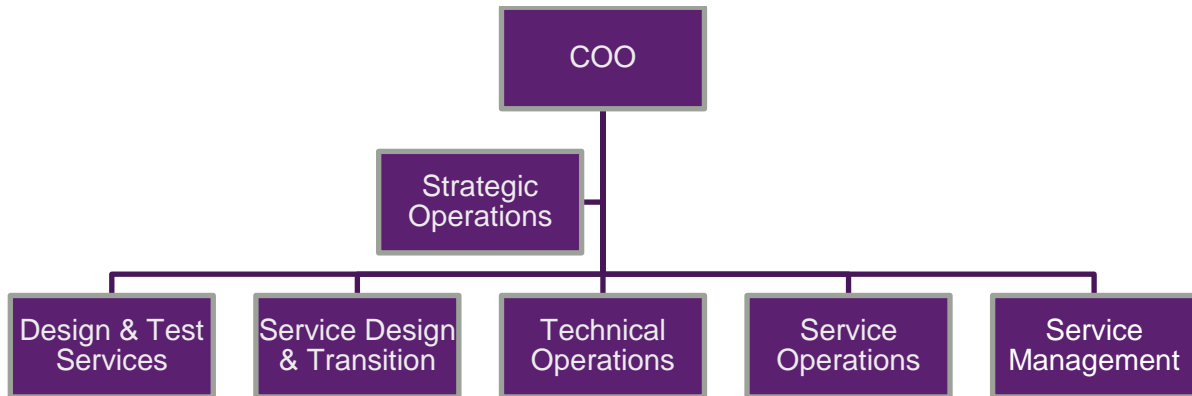 COO
Strategic
Operations
Design & Test
Services
Service Design
& Transition
Technical
Operations
Service
Operations
Service
Management